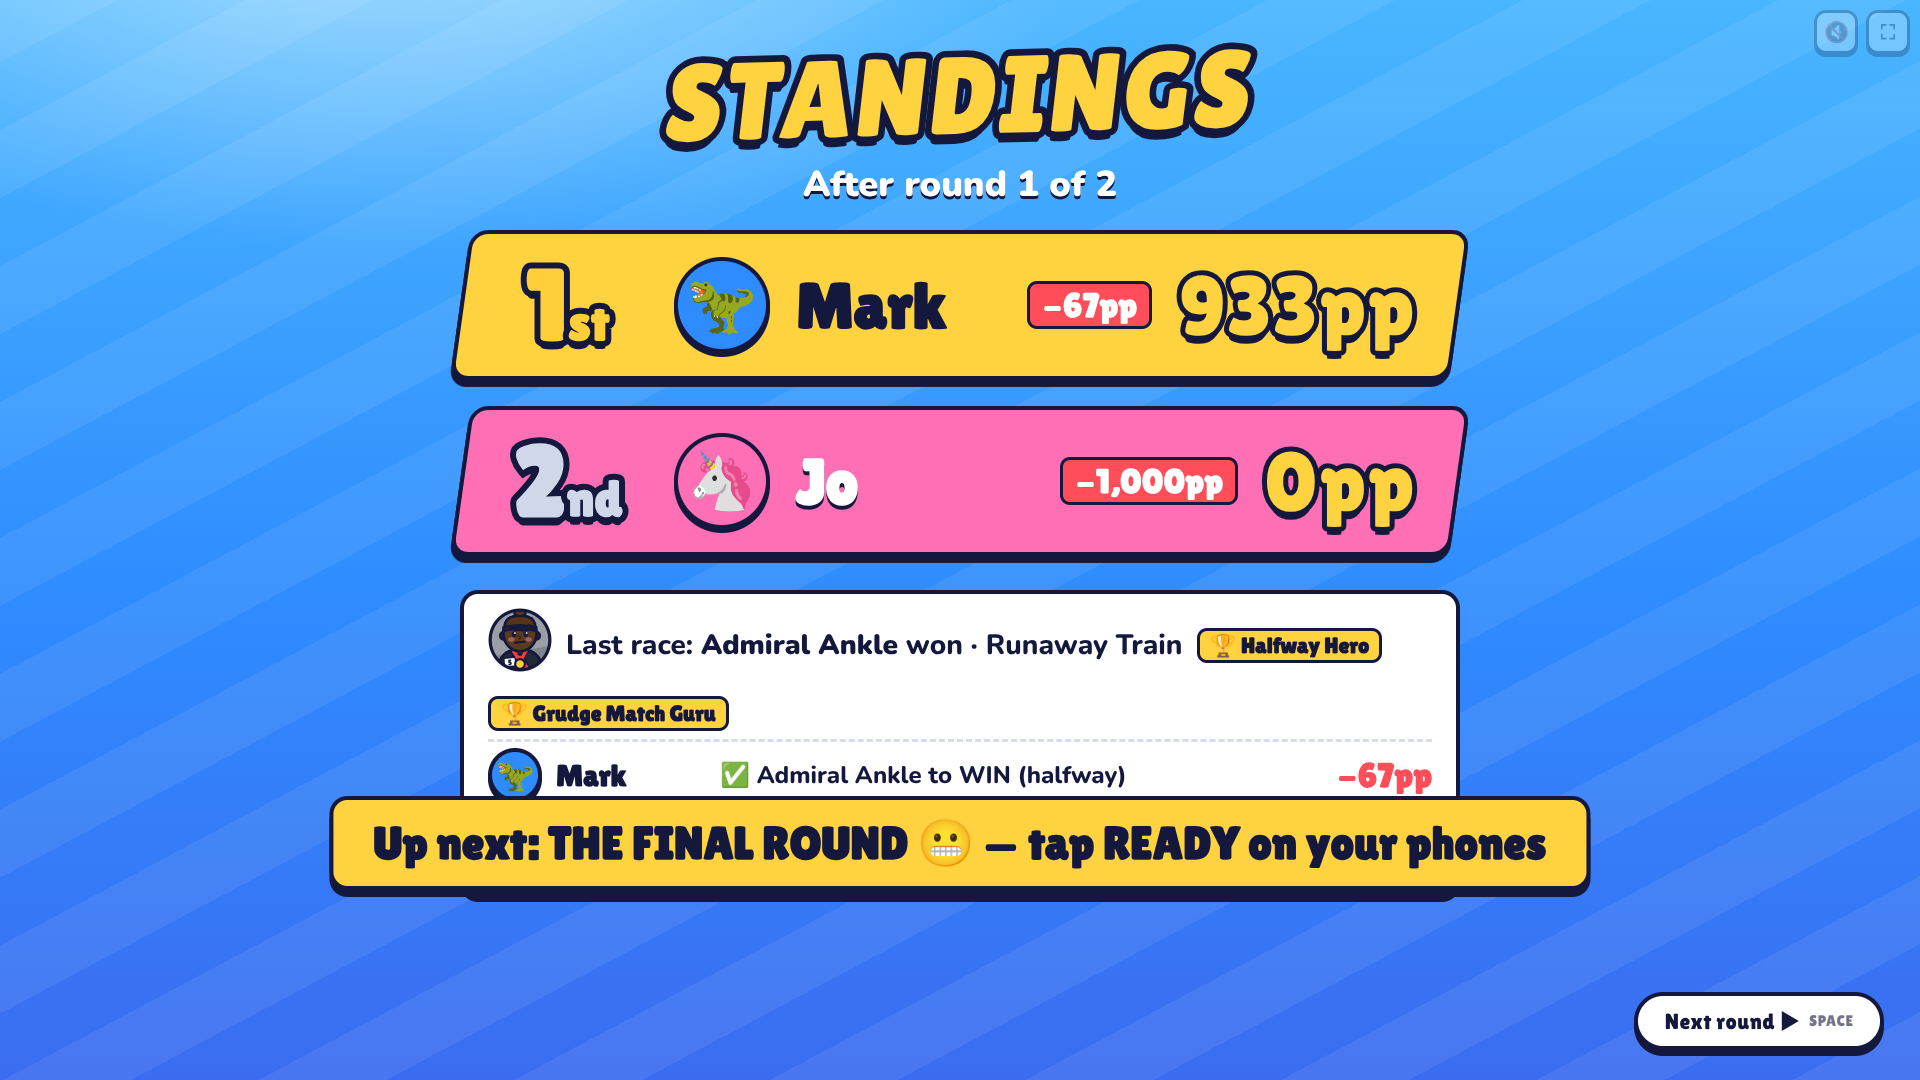 STANDINGS
After round 1 of 2
1st Mark −67pp 933pp
2nd Jo −1,000pp 0pp
Last race: Admiral Ankle won · Runaway Train 🏆 Halfway Hero
🏆 Grudge Match Guru
Mark ✅ Admiral Ankle to WIN (halfway) −67pp
Up next: THE FINAL ROUND 😬 — tap READY on your phones
Next round ▶ SPACE